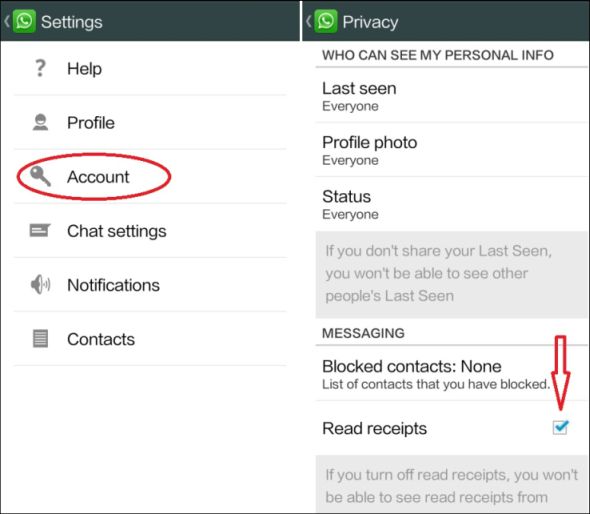 Settings
Help
Profile
Account
Chat settings
Notifications
Contacts
Privacy
WHO CAN SEE MY PERSONAL INFO
Last seen
Everyone
Profile photo
Everyone
Status
Everyone
If you don't share your Last Seen,
you won't be able to see other
people's Last Seen
MESSAGING
Blocked contacts: None
List of contacts that you have blocked.
Read receipts
If you turn off read receipts, you won't
be able to see read receipts from